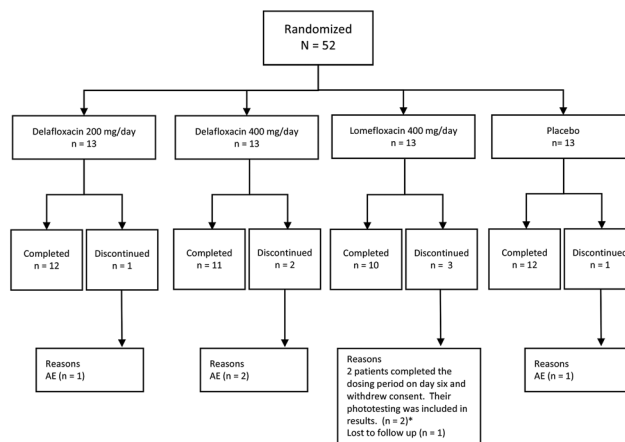 Randomized
N = 52
Delafloxacin 200 mg/day
n = 13
Delafloxacin 400 mg/day
n = 13
Lomefloxacin 400 mg/day
n = 13
Placebo
n= 13
Completed
n = 12
Discontinued
n = 1
Completed
n = 11
Discontinued
n = 2
Completed
n = 10
Discontinued
n = 3
Completed
n = 12
Discontinued
n = 1
Reasons
AE (n = 1)
Reasons
AE (n = 2)
Reasons
2 patients completed the
dosing period on day six and
withdrew consent. Their
phototesting was included in
results. (n = 2)*
Lost to follow up (n = 1)
Reasons
AE (n = 1)